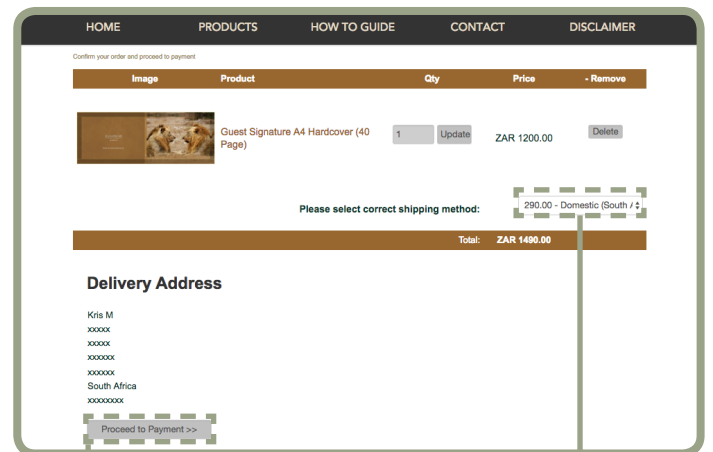 HOME PRODUCTS HOW TO GUIDE CONTACT DISCLAIMER
Confirm your order and proceed to payment
Image Product Qty Price - Remove
Guest Signature A4 Hardcover (40
Page)
1 Update ZAR 1200.00 Delete
Please select correct shipping method: 290.00 - Domestic (South A
Total: ZAR 1490.00
Delivery Address
Kris M
xxxxx
xxxxx
xxxxxx
xxxxxx
South Africa
xxxxxxxx
Proceed to Payment >>